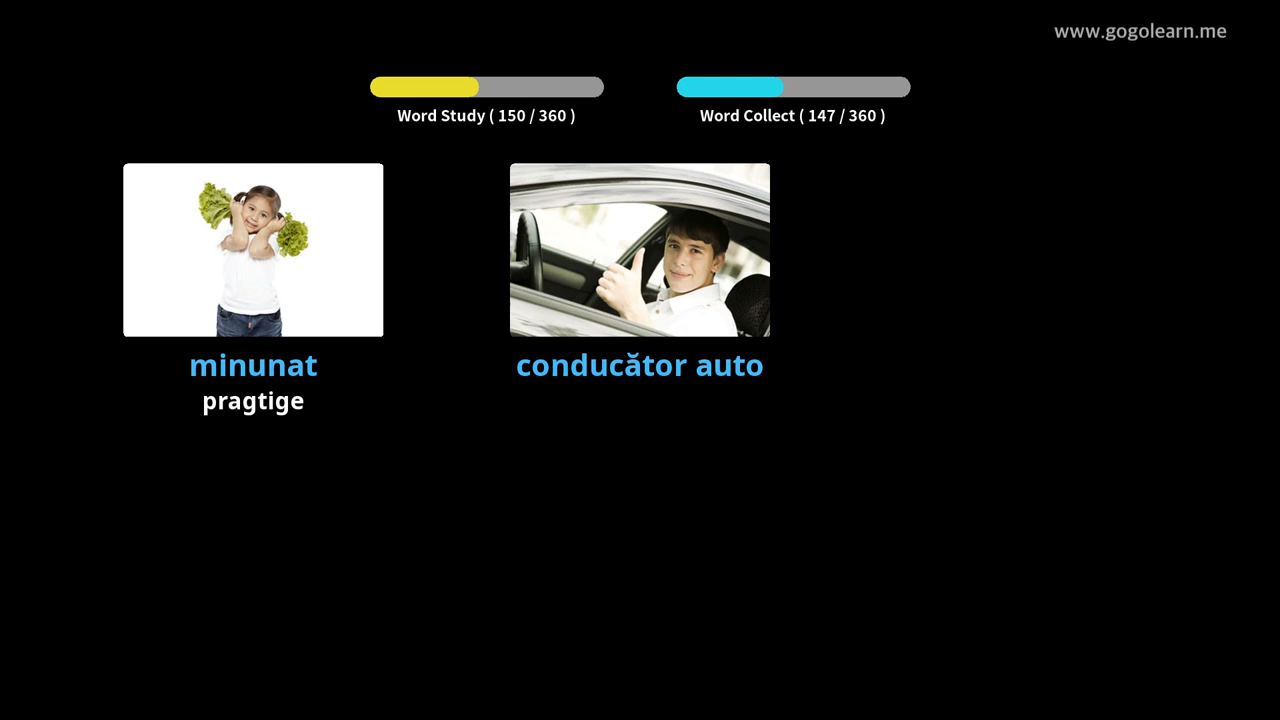 www.gogolearn.me
Word Study ( 150 / 360 )
Word Collect ( 147 / 360 )
minunat
pragtige
conducător auto